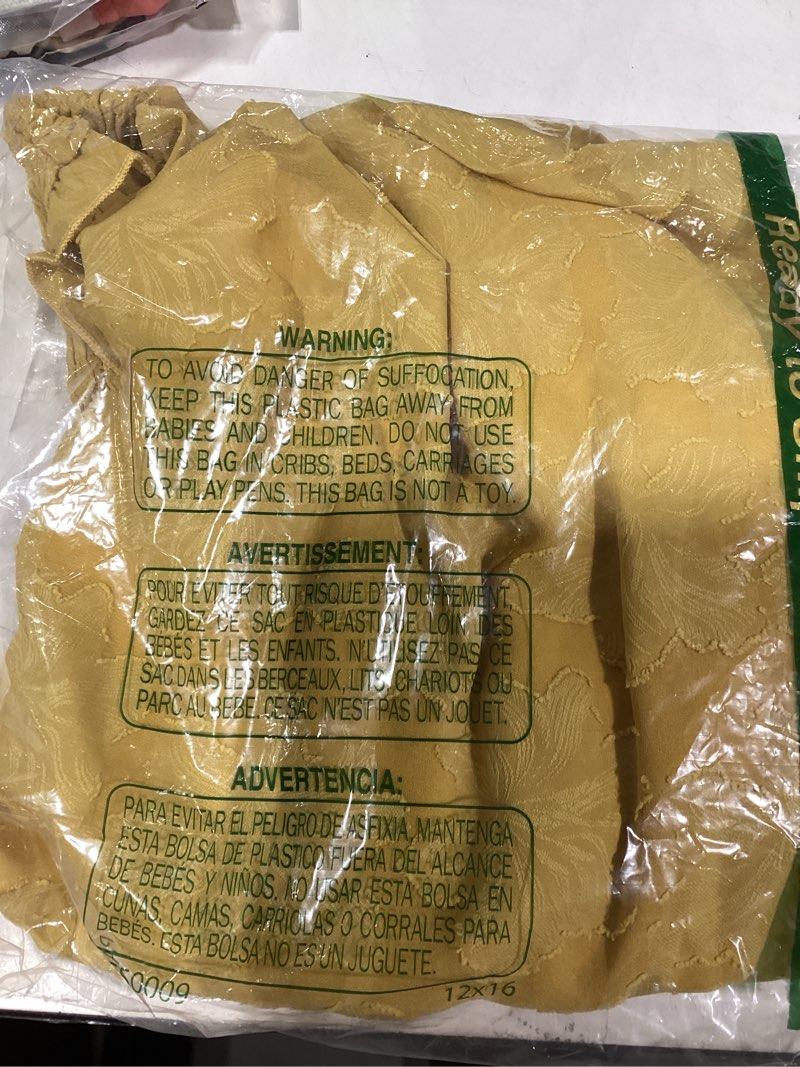 WARNING:
TO AVOID DANGER OF SUFFOCATION,
KEEP THIS PLASTIC BAG AWAY FROM
BABIES AND CHILDREN. DO NOT USE
THIS BAG IN CRIBS, BEDS, CARRIAGES
OR PLAY PENS. THIS BAG IS NOT A TOY.
AVERTISSEMENT:
POUR EVITER TOUT RISQUE D'ETOUFFEMENT,
GARDEZ CE SAC EN PLASTIQUE LOIN DES
BEBÉS ET LES ENFANTS. N'UTILISEZ PAS CE
SAC DANS LES BERCEAUX, LITS, CHARIOTS OU
PARC AU BEBE. CE SAC N'EST PAS UN JOUET.
ADVERTENCIA:
PARA EVITAR EL PELIGRO DE ASFIXIA, MANTENGA
ESTA BOLSA DE PLASTICO FUERA DEL ALCANCE
DE BEBES Y NIÑOS. NO USAR ESTA BOLSA EN
CUNAS, CAMAS, CARRIOLAS O CORRALES PARA
BEBÉS. ESTA BOLSA NO ES UN JUGUETE.
12x16
Ready to